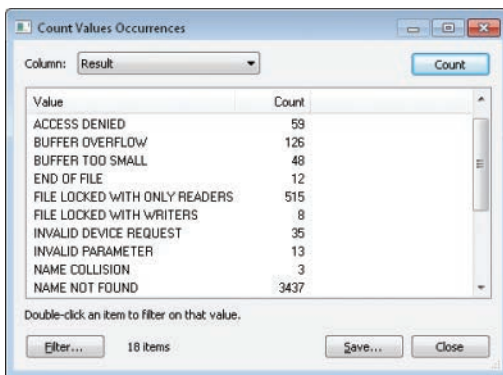 Count Values Occurrences
Column: Result Count
Value Count
ACCESS DENIED 59
BUFFER OVERFLOW 126
BUFFER TOO SMALL 48
END OF FILE 12
FILE LOCKED WITH ONLY READERS 515
FILE LOCKED WITH WRITERS 8
INVALID DEVICE REQUEST 35
INVALID PARAMETER 13
NAME COLLISION 3
NAME NOT FOUND 3437
Double-click an item to filter on that value.
Filter... 18 items Save... Close